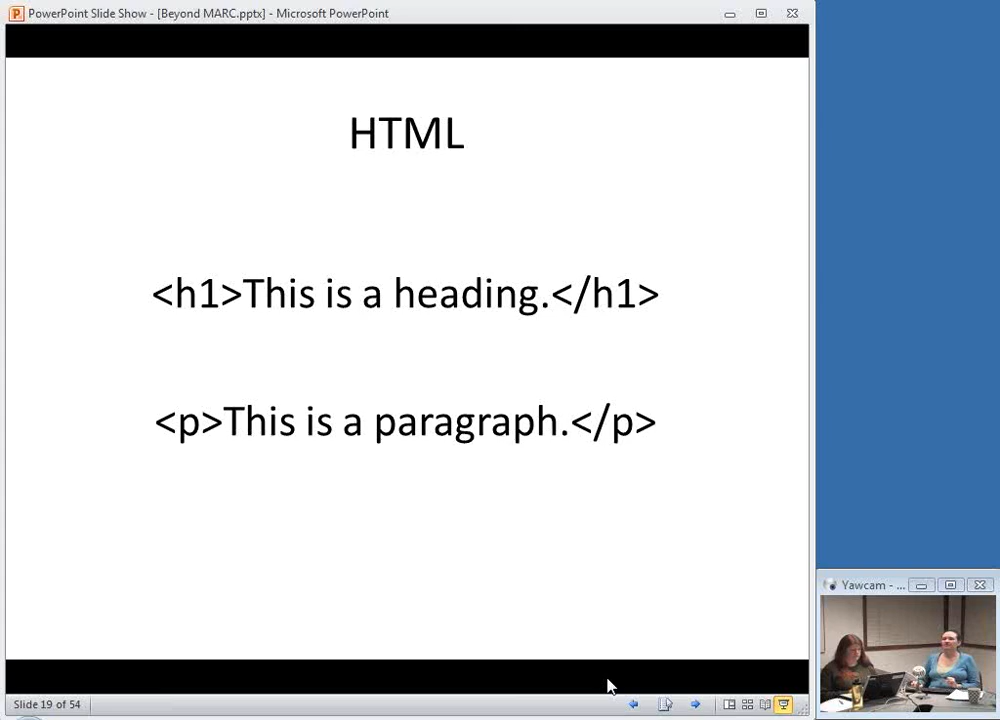 PowerPoint Slide Show - [Beyond MARC.pptx] - Microsoft PowerPoint
HTML
<h1>This is a heading.</h1>
<p>This is a paragraph.</p>
Yawcam - ...
Slide 19 of 54